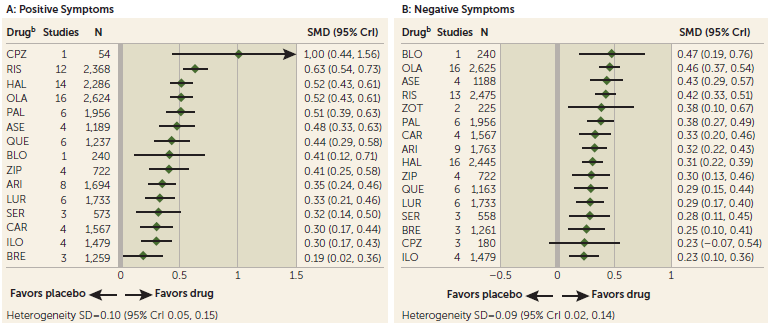 A: Positive Symptoms
Drugb Studies N SMD (95% CrI)
CPZ 1 54 1,00 (0.44, 1.56)
RIS 12 2,368 0.63 (0.54, 0.73)
HAL 14 2,286 0.52 (0.43, 0.61)
OLA 16 2,624 0.52 (0.43, 0.61)
PAL 6 1,956 0.51 (0.39, 0.63)
ASE 4 1,189 0.48 (0.33, 0.63)
QUE 6 1,237 0.44 (0.29, 0.58)
BLO 1 240 0.41 (0.12, 0.71)
ZIP 4 722 0.41 (0.25, 0.58)
ARI 8 1,694 0.35 (0.24, 0.46)
LUR 6 1,733 0.33 (0.21, 0.46)
SER 3 573 0.32 (0.14, 0.50)
CAR 4 1,567 0.30 (0.17, 0.44)
ILO 4 1,479 0.30 (0.17, 0.43)
BRE 3 1,259 0.19 (0.02, 0.36)
0 0.5 1 1.5
Favors placebo Favors drug
Heterogeneity SD=0.10 (95% CrI 0.05, 0.15)
B: Negative Symptoms
Drugb Studies N SMD (95% CrI)
BLO 1 240 0.47 (0.19, 0.76)
OLA 16 2,625 0.46 (0.37, 0.54)
ASE 4 1188 0.43 (0.29, 0.57)
RIS 13 2,475 0.42 (0.33, 0.51)
ZOT 2 225 0.38 (0.10, 0.67)
PAL 6 1,956 0.38 (0.27, 0.49)
CAR 4 1,567 0.33 (0.20, 0.46)
ARI 9 1,763 0.32 (0.22, 0.43)
HAL 16 2,445 0.31 (0.22, 0.39)
ZIP 4 722 0.30 (0.13, 0.46)
QUE 6 1,163 0.29 (0.15, 0.44)
LUR 6 1,733 0.29 (0.17, 0.40)
SER 3 558 0.28 (0.11, 0.45)
BRE 3 1,261 0.25 (0.10, 0.41)
CPZ 3 180 0.23 (−0.07, 0.54)
ILO 4 1,479 0.23 (0.10, 0.36)
−0.5 0 0.5 1
Favors placebo Favors drug
Heterogeneity SD=0.09 (95% CrI 0.02, 0.14)